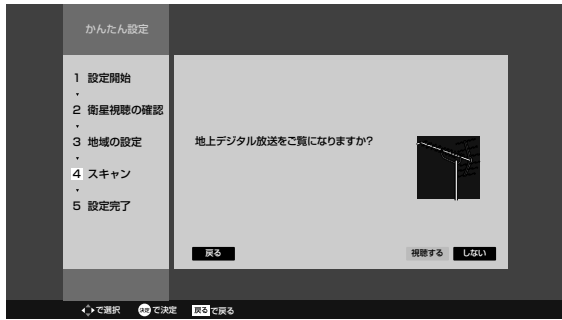 かんたん設定
1 設定開始
2 衛星視聴の確認
3 地域の設定
4 スキャン
5 設定完了
地上デジタル放送をご覧になりますか?
戻る
視聴する
しない
で選択 決定 で決定 戻る で戻る